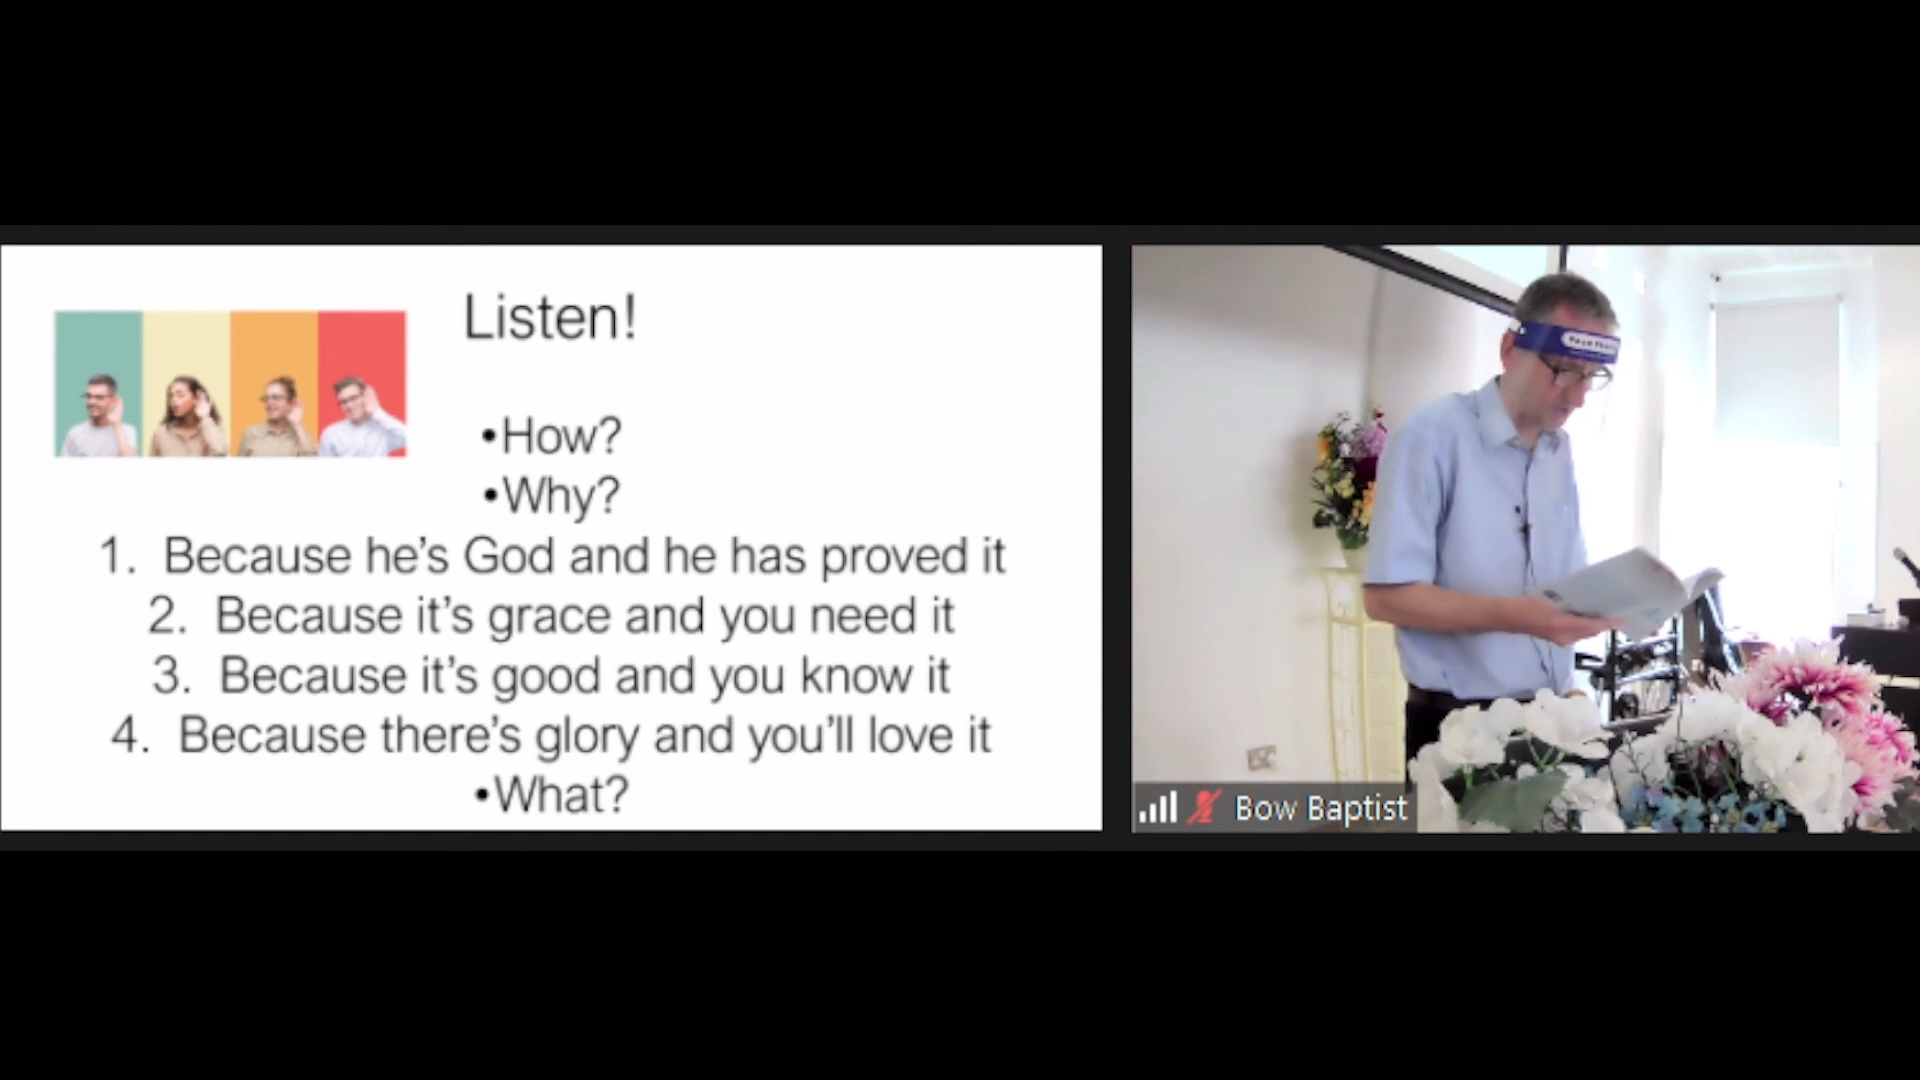 Listen!
•How?
•Why?
1. Because he's God and he has proved it
2. Because it's grace and you need it
3. Because it's good and you know it
4. Because there's glory and you'll love it
•What?
Bow Baptist